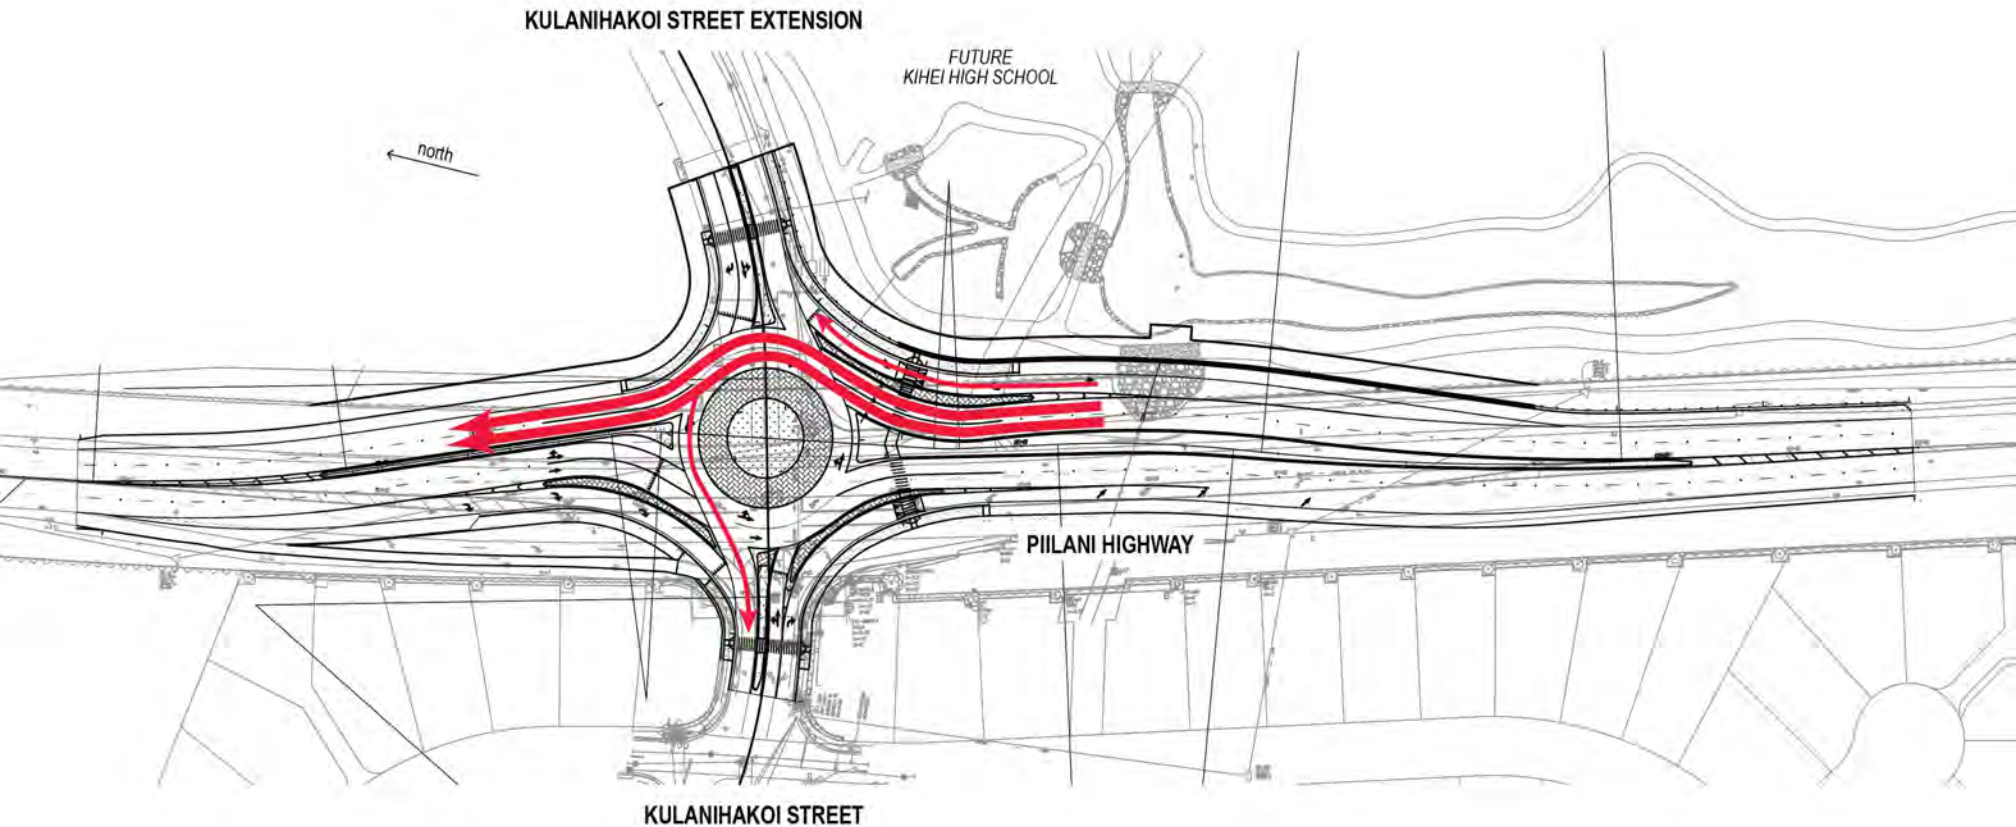 KULANIHAKOI STREET EXTENSION
FUTURE
KIHEI HIGH SCHOOL
north
PIILANI HIGHWAY
KULANIHAKOI STREET